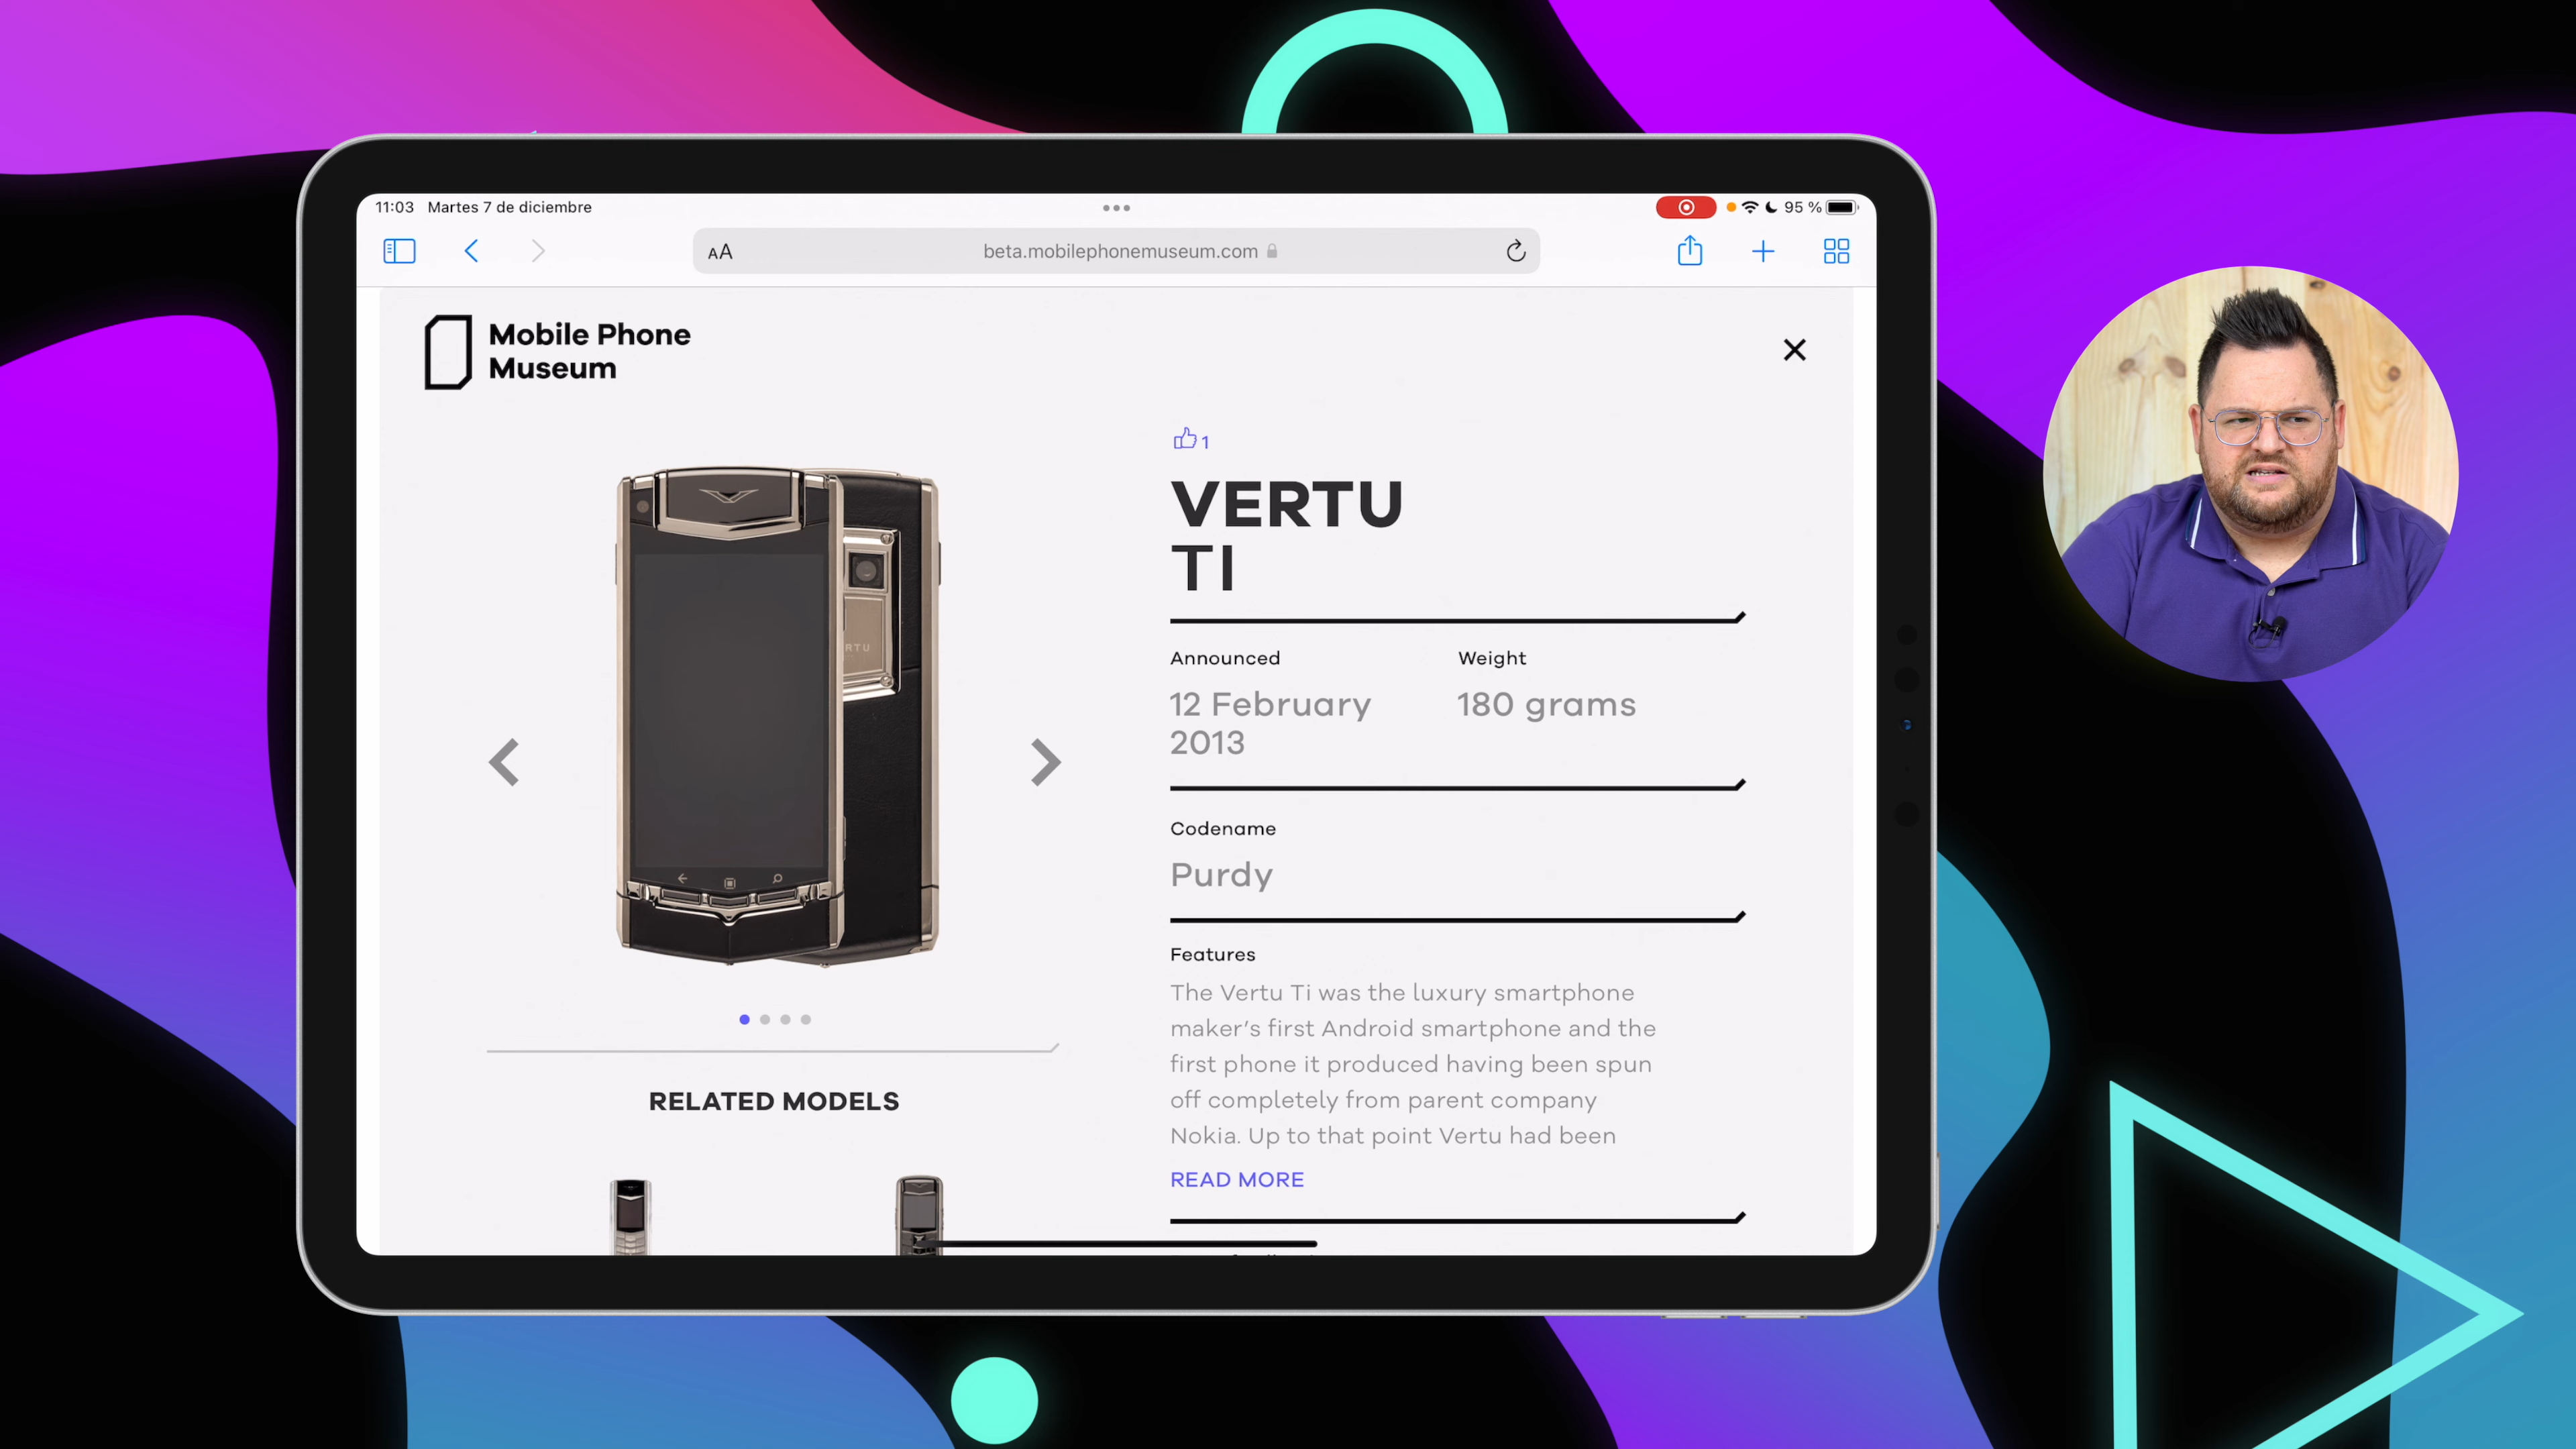 11:03 Martes 7 de diciembre
95 %
AA
beta.mobilephonemuseum.com
Mobile Phone
Museum
1
VERTU
TI
Announced
Weight
12 February
2013
180 grams
Codename
Purdy
Features
The Vertu Ti was the luxury smartphone
maker's first Android smartphone and the
first phone it produced having been spun
off completely from parent company
Nokia. Up to that point Vertu had been
READ MORE
RELATED MODELS